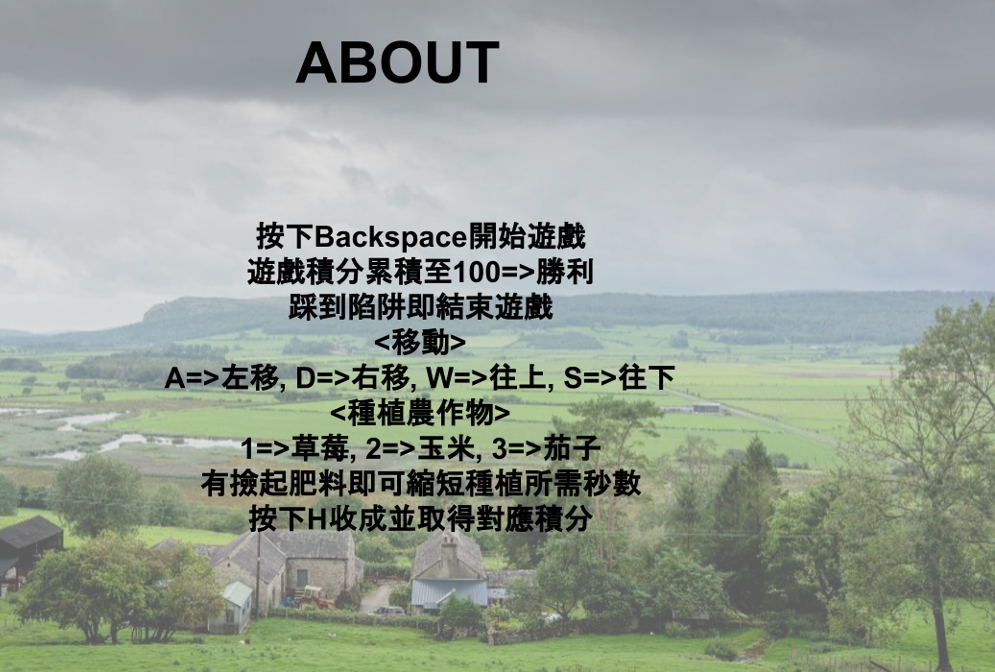 ABOUT
按下Backspace開始遊戲
遊戲積分累積至100=>勝利
踩到陷阱即結束遊戲
<移動>
A=>左移, D=>右移, W=>往上, S=>往下
<種植農作物>
1=>草莓, 2=>玉米, 3=>茄子
有撿起肥料即可縮短種植所需秒數
按下H收成並取得對應積分